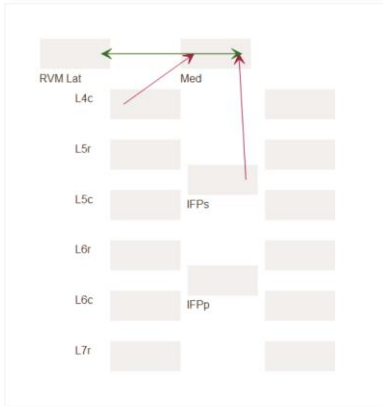 RVM Lat Med
L4c
L5r
L5c
IFPs
L6r
L6c
IFPp
L7r